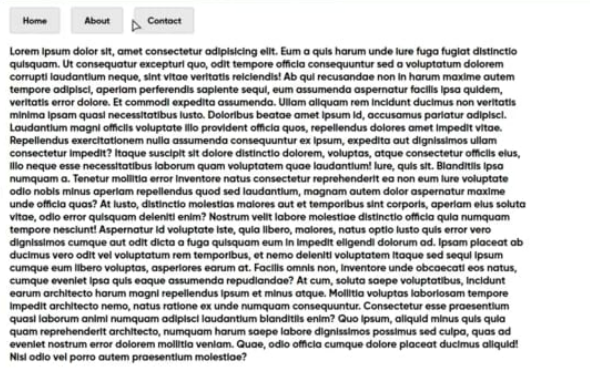 Home About Contact
Lorem ipsum dolor sit, amet consectetur adipisicing elit. Eum a quis harum unde iure fuga fugiat distinctio
quisquam. Ut consequatur excepturi quo, odit tempore officia consequuntur sed a voluptatum dolorem
corrupti laudantium neque, sint vitae veritatis reiciendis! Ab qui recusandae non in harum maxime autem
tempore adipisci, aperiam perferendis sapiente sequi, eum assumenda aspernatur facilis ipsa quidem,
veritatis error dolore. Et commodi expedita assumenda. Ullam aliquam rem incidunt ducimus non veritatis
minima ipsam quasi necessitatibus iusto. Doloribus beatae amet ipsum id, accusamus pariatur adipisci.
Laudantium magni officiis voluptate illo provident officia quos, repellendus dolores amet impedit vitae.
Repellendus exercitationem nulla assumenda consequuntur ex ipsum, expedita aut dignissimos ullam
consectetur impedit? Itaque suscipit sit dolore distinctio dolorem, voluptas, atque consectetur officiis eius,
illo neque esse necessitatibus laborum quam voluptatem quae laudantium! Iure, quis sit. Blanditiis ipsa
numquam a. Tenetur mollitia error inventore natus consectetur reprehenderit ea non eum iure voluptate
odio nobis minus aperiam repellendus quod sed laudantium, magnam autem dolor aspernatur maxime
unde officia quas? At iusto, distinctio molestias maiores aut et temporibus sint corporis, aperiam eius soluta
vitae, odio error quisquam deleniti enim? Nostrum velit labore molestiae distinctio officia quia numquam
tempore nesciunt! Aspernatur id voluptate iste, quia libero, maiores, natus optio iusto quis error vero
dignissimos cumque aut odit dicta a fuga quisquam eum in impedit eligendi dolorum ad. Ipsam placeat ab
ducimus vero odit vel voluptatum rem temporibus, et nemo deleniti voluptatem itaque sed sequi ipsum
cumque eum libero voluptas, asperiores earum at. Facilis omnis non, inventore unde obcaecati eos natus,
cumque eveniet ipsa quis eaque assumenda repudiandae? At cum, soluta saepe voluptatibus, incidunt
earum architecto harum magni repellendus ipsum et minus atque. Mollitia voluptas laboriosam tempore
impedit architecto nemo, natus ratione ex unde numquam consequuntur. Consectetur esse praesentium
quasi laborum animi numquam adipisci laudantium blanditiis enim? Quo ipsum, aliquid minus quis quia
quam reprehenderit architecto, numquam harum saepe labore dignissimos possimus sed culpa, quas ad
eveniet nostrum error dolorem mollitia veniam. Quae, odio officia cumque dolore placeat ducimus aliquid!
Nisi odio vel porro autem praesentium molestiae?